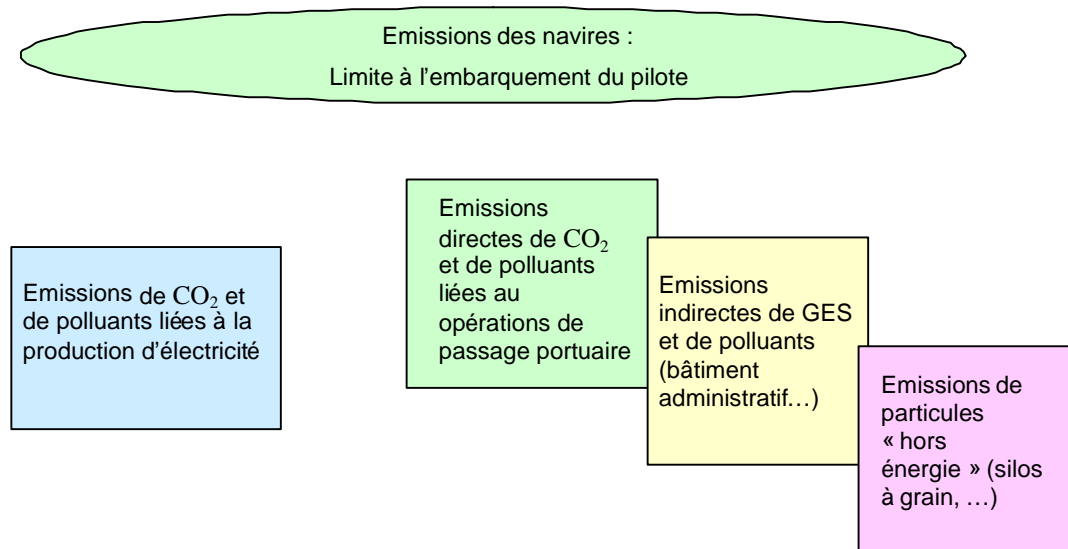 Emissions des navires :
Limite à l'embarquement du pilote
Emissions de CO₂ et
de polluants liées à la
production d'électricité
Emissions
directes de CO₂
et de polluants
liées au
opérations de
passage portuaire
Emissions
indirectes de GES
et de polluants
(bâtiment
administratif…)
Emissions de
particules
« hors
énergie » (silos
à grain, …)